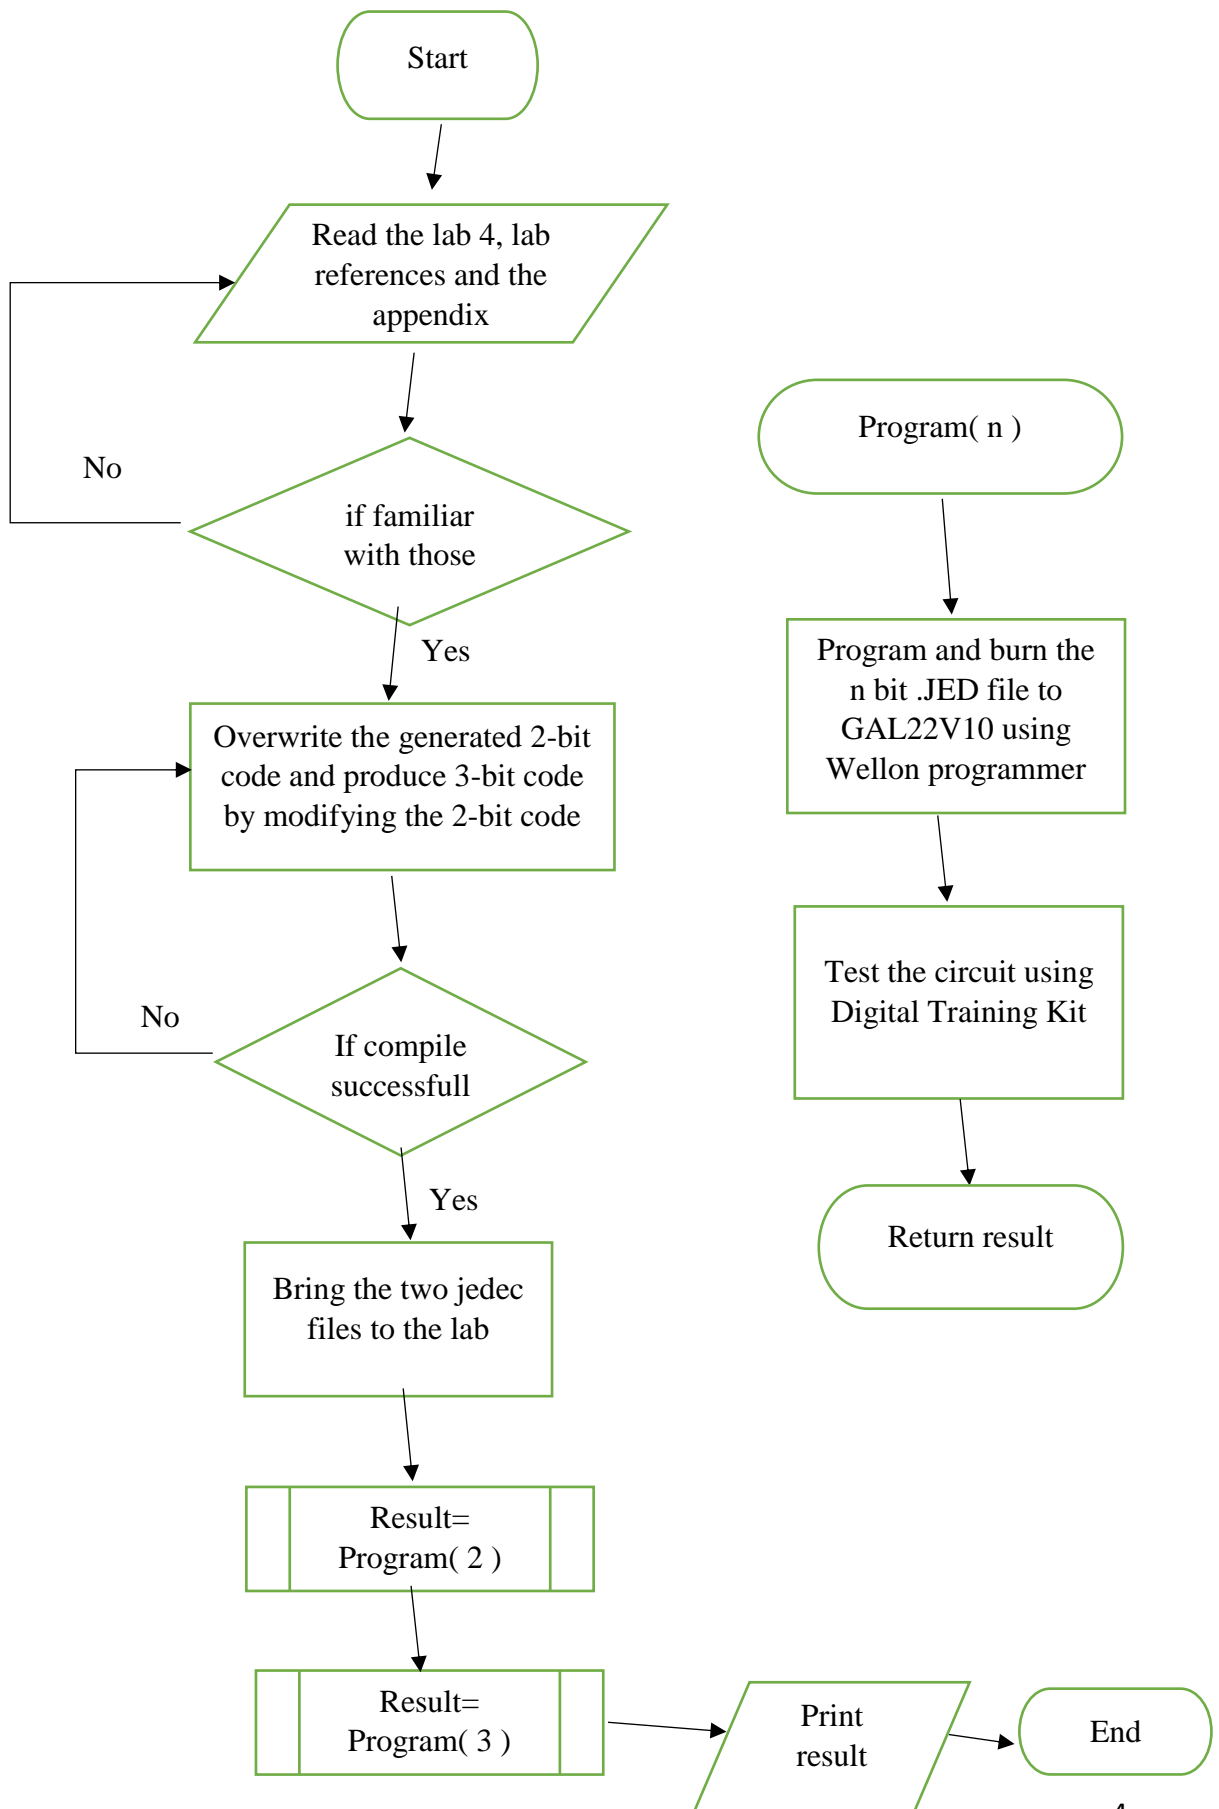 Start
Read the lab 4, lab
references and the
appendix
No
if familiar
with those
Yes
Overwrite the generated 2-bit
code and produce 3-bit code
by modifying the 2-bit code
No
If compile
successfull
Yes
Bring the two jedec
files to the lab
Result=
Program( 2 )
Result=
Program( 3 )
Print
result
End
Program( n )
Program and burn the
n bit .JED file to
GAL22V10 using
Wellon programmer
Test the circuit using
Digital Training Kit
Return result